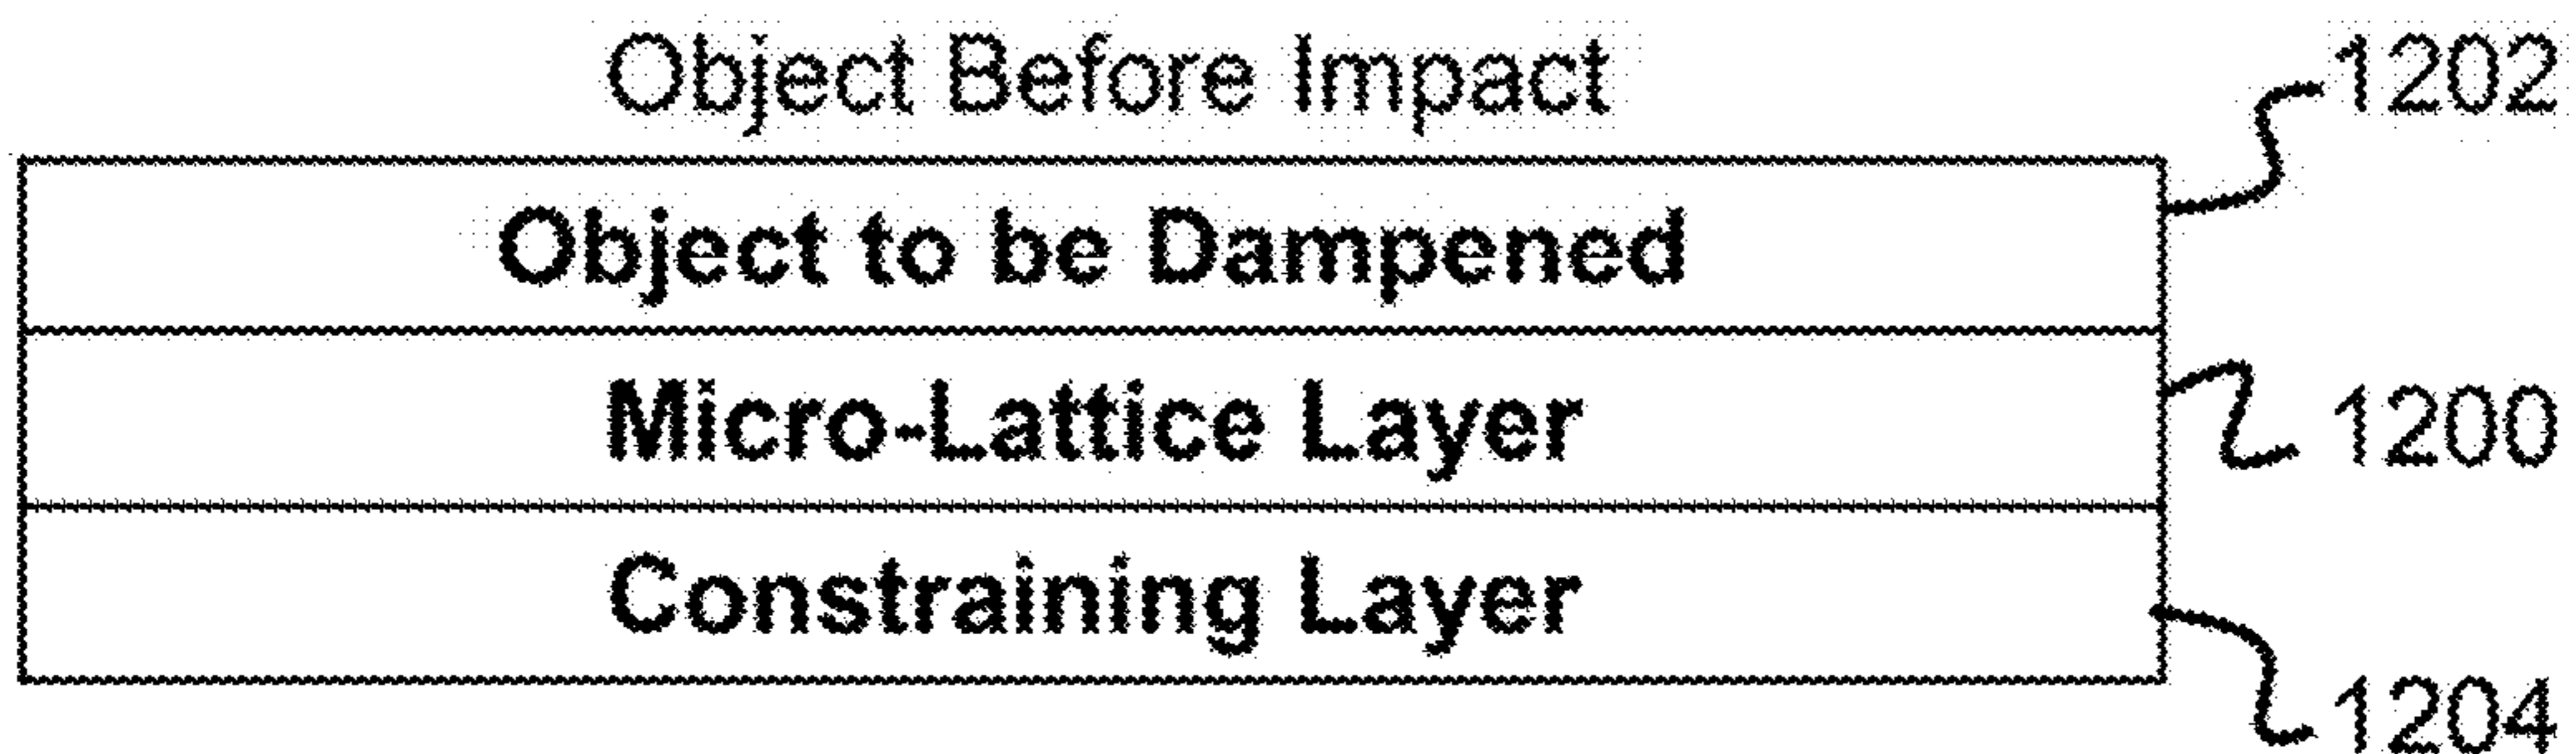 Object Before Impact
1202
Object to be Dampened
Micro-Lattice Layer
1200
Constraining Layer
1204